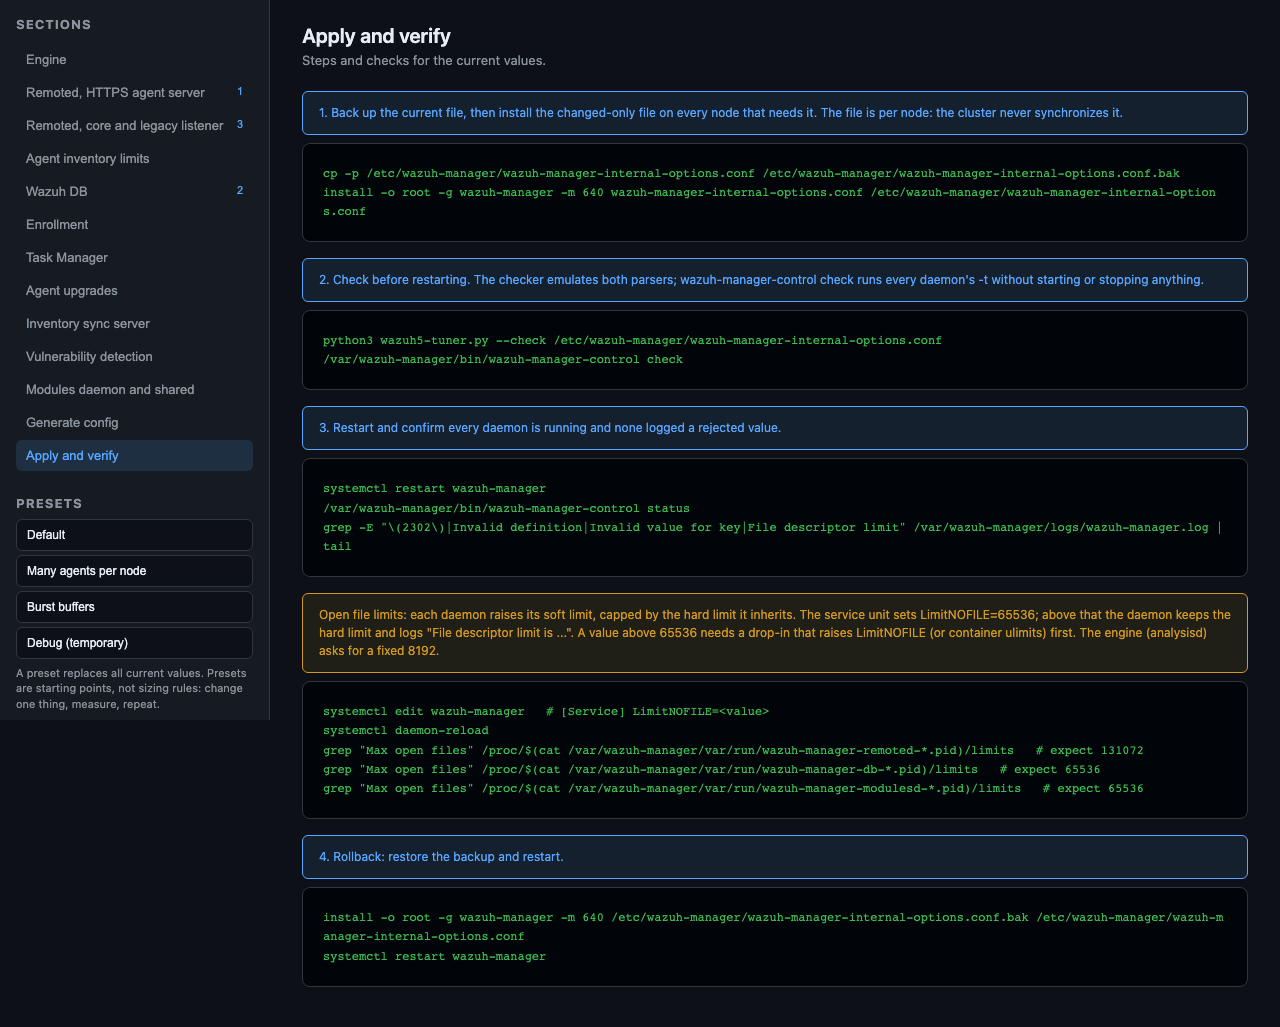 SECTIONS
Engine
Remoted, HTTPS agent server 1
Remoted, core and legacy listener 3
Agent inventory limits
Wazuh DB 2
Enrollment
Task Manager
Agent upgrades
Inventory sync server
Vulnerability detection
Modules daemon and shared
Generate config
Apply and verify
PRESETS
Default
Many agents per node
Burst buffers
Debug (temporary)
A preset replaces all current values. Presets
are starting points, not sizing rules: change
one thing, measure, repeat.
Apply and verify
Steps and checks for the current values.
1. Back up the current file, then install the changed-only file on every node that needs it. The file is per node: the cluster never synchronizes it.
cp -p /etc/wazuh-manager/wazuh-manager-internal-options.conf /etc/wazuh-manager/wazuh-manager-internal-options.conf.bak
install -o root -g wazuh-manager -m 640 wazuh-manager-internal-options.conf /etc/wazuh-manager/wazuh-manager-internal-option
s.conf
2. Check before restarting. The checker emulates both parsers; wazuh-manager-control check runs every daemon's -t without starting or stopping anything.
python3 wazuh5-tuner.py --check /etc/wazuh-manager/wazuh-manager-internal-options.conf
/var/wazuh-manager/bin/wazuh-manager-control check
3. Restart and confirm every daemon is running and none logged a rejected value.
systemctl restart wazuh-manager
/var/wazuh-manager/bin/wazuh-manager-control status
grep -E "\(2302\)|Invalid definition|Invalid value for key|File descriptor limit" /var/wazuh-manager/logs/wazuh-manager.log |
tail
Open file limits: each daemon raises its soft limit, capped by the hard limit it inherits. The service unit sets LimitNOFILE=65536; above that the daemon keeps the
hard limit and logs "File descriptor limit is ...". A value above 65536 needs a drop-in that raises LimitNOFILE (or container ulimits) first. The engine (analysisd)
asks for a fixed 8192.
systemctl edit wazuh-manager   # [Service] LimitNOFILE=<value>
systemctl daemon-reload
grep "Max open files" /proc/$(cat /var/wazuh-manager/var/run/wazuh-manager-remoted-*.pid)/limits   # expect 131072
grep "Max open files" /proc/$(cat /var/wazuh-manager/var/run/wazuh-manager-db-*.pid)/limits   # expect 65536
grep "Max open files" /proc/$(cat /var/wazuh-manager/var/run/wazuh-manager-modulesd-*.pid)/limits   # expect 65536
4. Rollback: restore the backup and restart.
install -o root -g wazuh-manager -m 640 /etc/wazuh-manager/wazuh-manager-internal-options.conf.bak /etc/wazuh-manager/wazuh-m
anager-internal-options.conf
systemctl restart wazuh-manager